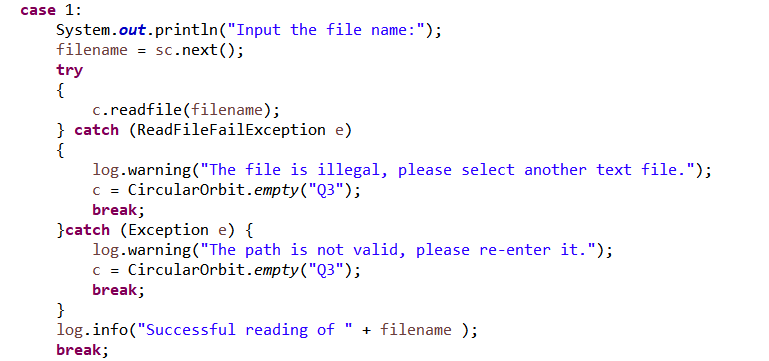 case 1:
    System.out.println("Input the file name:");
    filename = sc.next();
    try
    {
        c.readfile(filename);
    } catch (ReadFileFailException e)
    {
        log.warning("The file is illegal, please select another text file.");
        c = CircularOrbit.empty("Q3");
        break;
    }catch (Exception e) {
        log.warning("The path is not valid, please re-enter it.");
        c = CircularOrbit.empty("Q3");
        break;
    }
    log.info("Successful reading of " + filename );
    break;